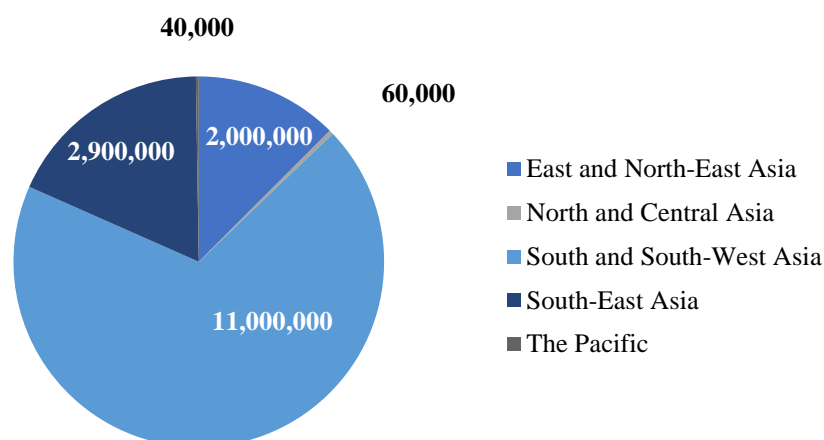 40,000
60,000
2,000,000
2,900,000
11,000,000
East and North-East Asia
North and Central Asia
South and South-West Asia
South-East Asia
The Pacific